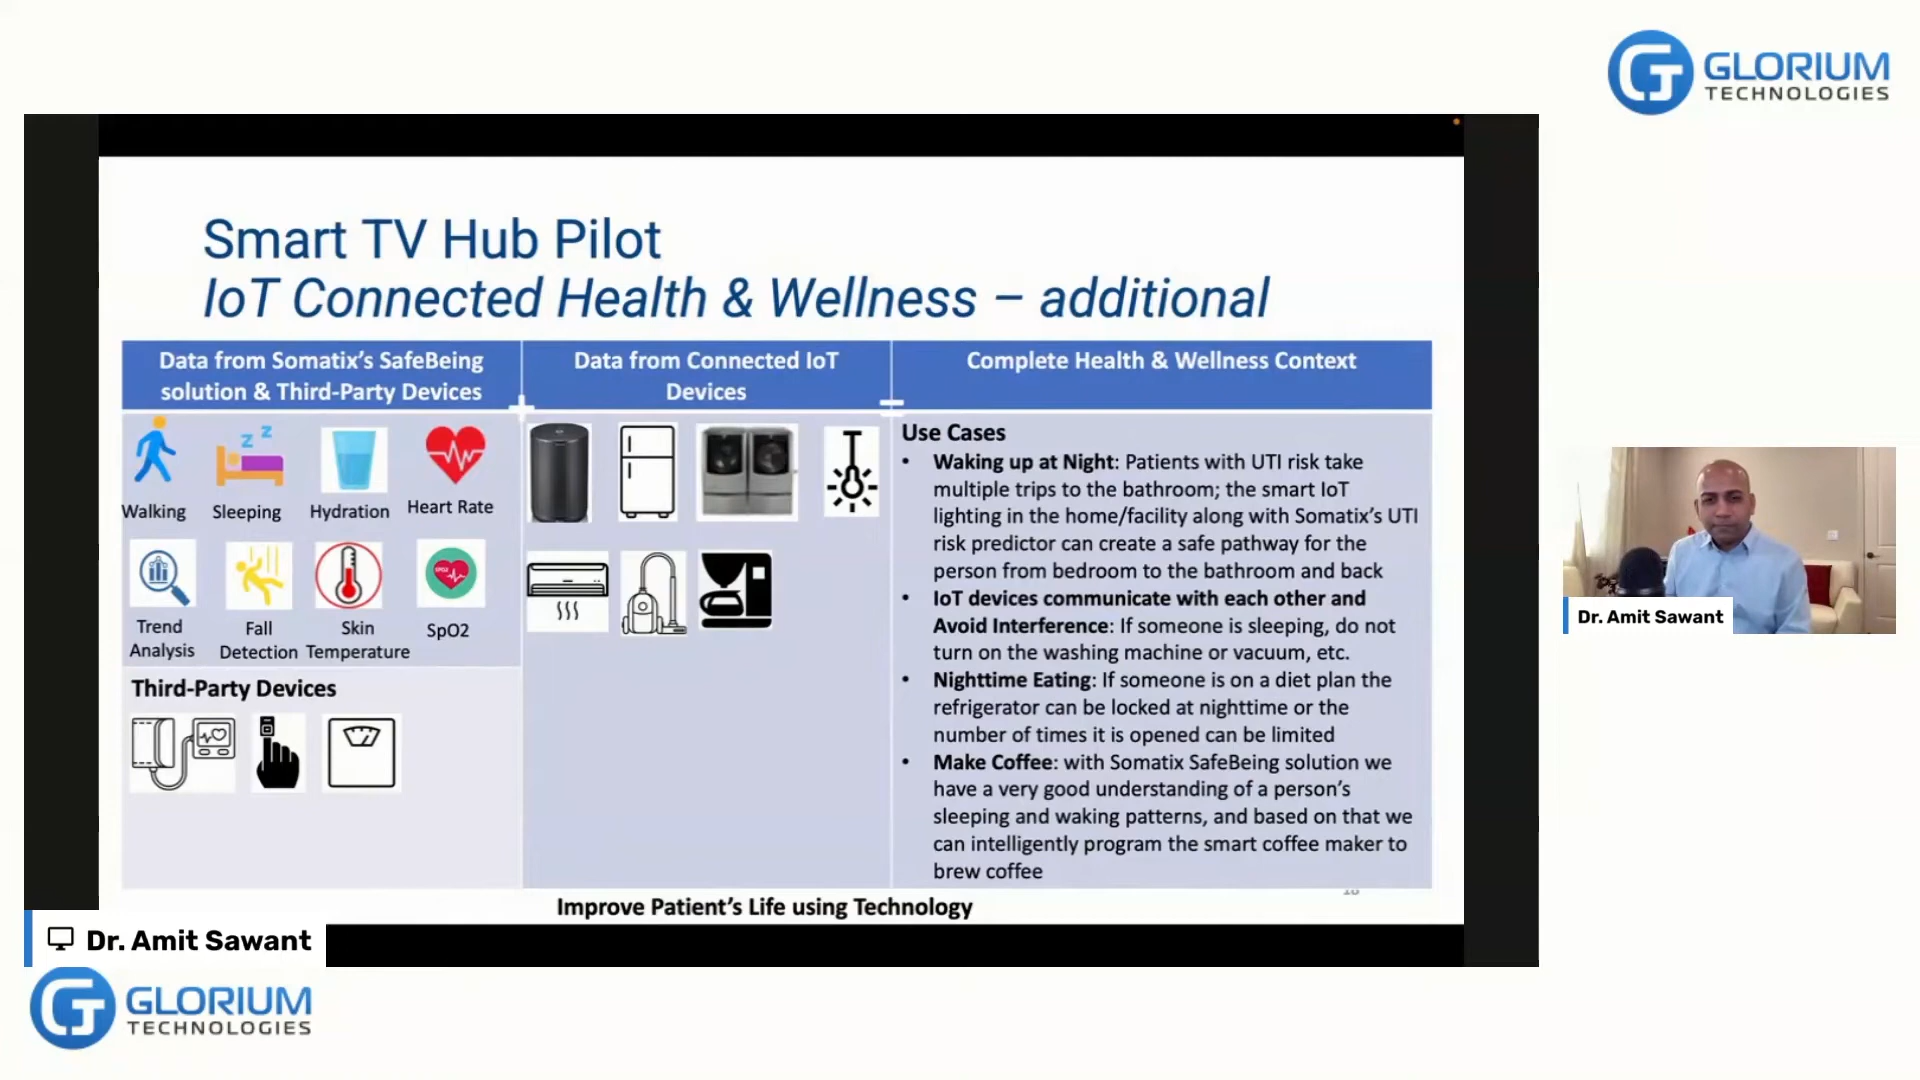 GLORIUM
TECHNOLOGIES
Smart TV Hub Pilot
IoT Connected Health & Wellness – additional
Data from Somatix's SafeBeing
solution & Third-Party Devices
Data from Connected IoT
Devices
Complete Health & Wellness Context
Walking
Sleeping
Hydration
Heart Rate
Trend
Analysis
Fall
Detection
Skin
Temperature
SpO2
Third-Party Devices
Use Cases
• Waking up at Night: Patients with UTI risk take
multiple trips to the bathroom; the smart IoT
lighting in the home/facility along with Somatix's UTI
risk predictor can create a safe pathway for the
person from bedroom to the bathroom and back
• IoT devices communicate with each other and
Avoid Interference: If someone is sleeping, do not
turn on the washing machine or vacuum, etc.
• Nighttime Eating: If someone is on a diet plan the
refrigerator can be locked at nighttime or the
number of times it is opened can be limited
• Make Coffee: with Somatix SafeBeing solution we
have a very good understanding of a person's
sleeping and waking patterns, and based on that we
can intelligently program the smart coffee maker to
brew coffee
Improve Patient's Life using Technology
Dr. Amit Sawant
Dr. Amit Sawant
GLORIUM
TECHNOLOGIES